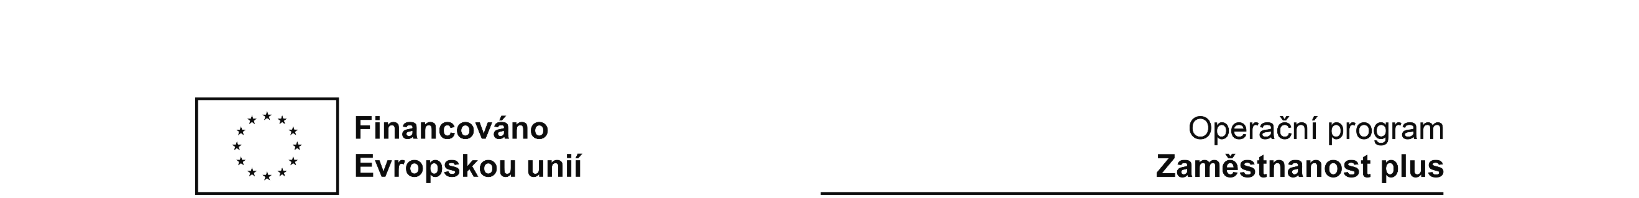 Financováno
Evropskou unií
Operační program
Zaměstnanost plus